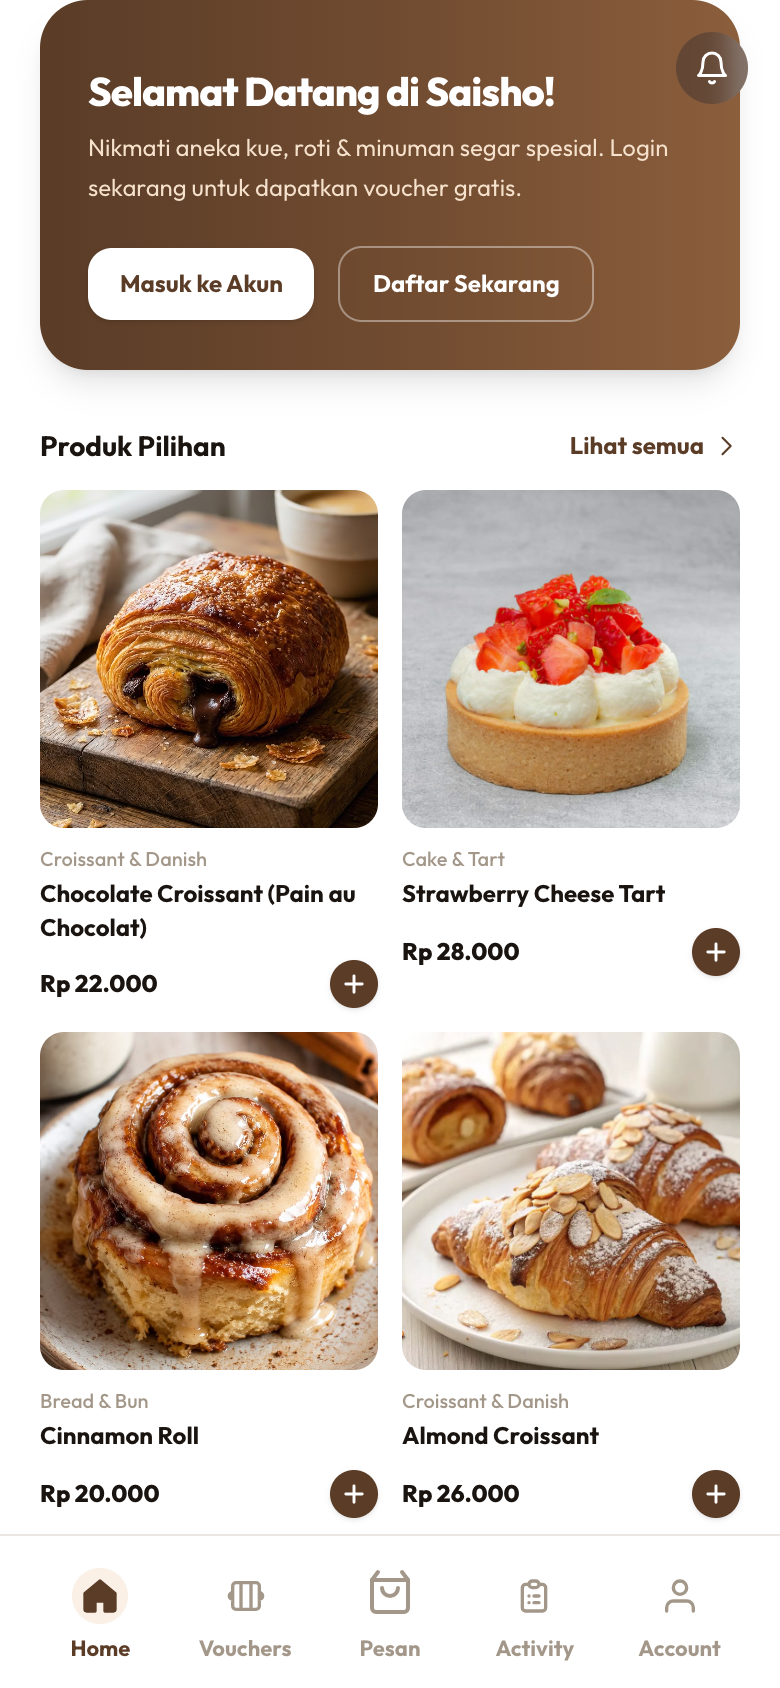 Selamat Datang di Saisho!
Nikmati aneka kue, roti & minuman segar spesial. Login
sekarang untuk dapatkan voucher gratis.
Masuk ke Akun
Daftar Sekarang
Produk Pilihan
Lihat semua
Croissant & Danish
Chocolate Croissant (Pain au
Chocolat)
Rp 22.000
Cake & Tart
Strawberry Cheese Tart
Rp 28.000
Bread & Bun
Cinnamon Roll
Rp 20.000
Croissant & Danish
Almond Croissant
Rp 26.000
Home
Vouchers
Pesan
Activity
Account